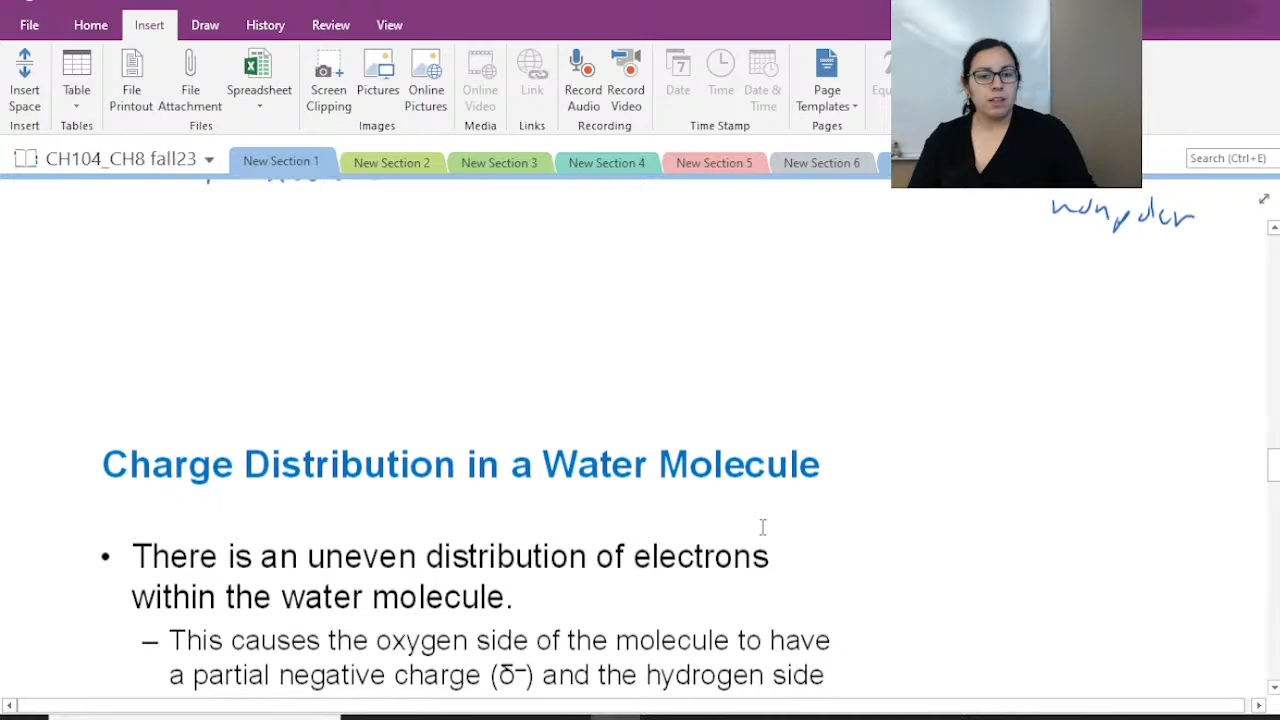 File Home Insert Draw History Review View
Insert Space Table File Printout File Attachment Spreadsheet Screen Clipping Pictures Online Pictures Online Video Link Record Audio Record Video Date Time Date & Time Page Templates
Insert Tables Files Images Media Links Recording Time Stamp Pages
CH104_CH8 fall23 New Section 1 New Section 2 New Section 3 New Section 4 New Section 5 New Section 6 Search (Ctrl+E)
nonpolar
Charge Distribution in a Water Molecule
• There is an uneven distribution of electrons
within the water molecule.
– This causes the oxygen side of the molecule to have
a partial negative charge (δ–) and the hydrogen side